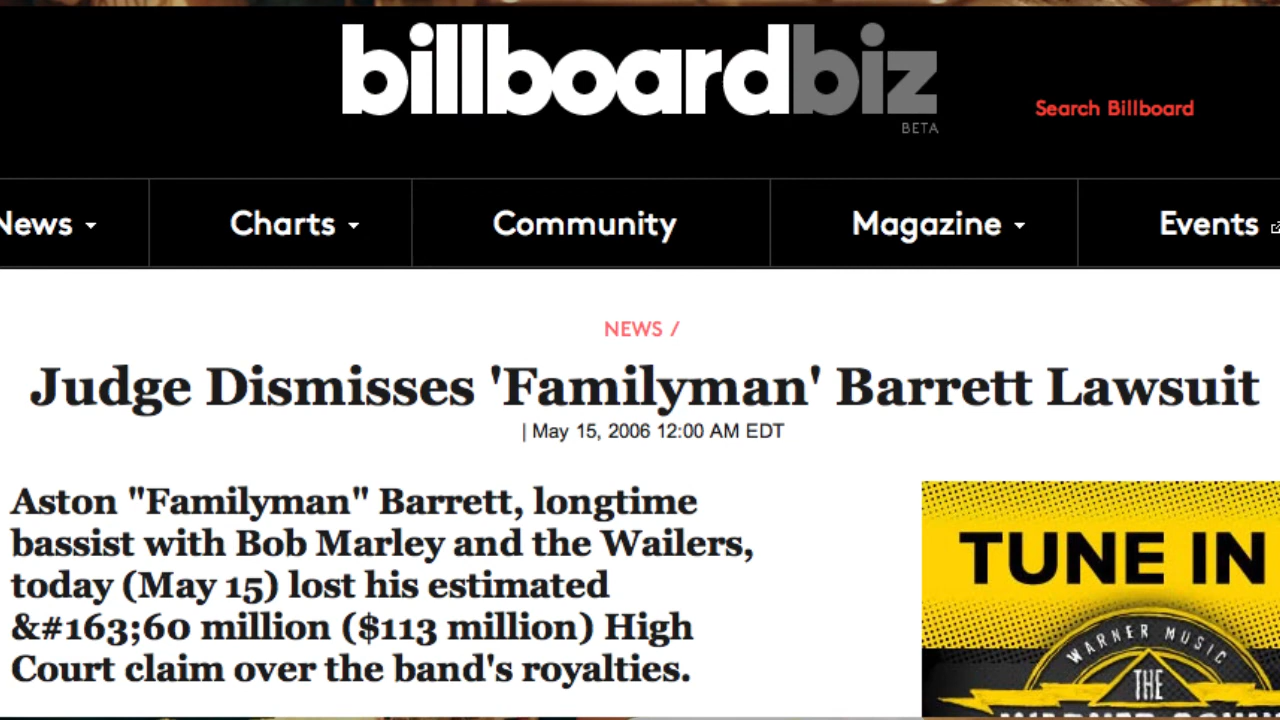 billboardbiz
BETA
Search Billboard
News
Charts
Community
Magazine
Events
NEWS /
Judge Dismisses 'Familyman' Barrett Lawsuit
| May 15, 2006 12:00 AM EDT
Aston "Familyman" Barrett, longtime
bassist with Bob Marley and the Wailers,
today (May 15) lost his estimated
&#163;60 million ($113 million) High
Court claim over the band's royalties.
TUNE IN
WARNER MUSIC
THE